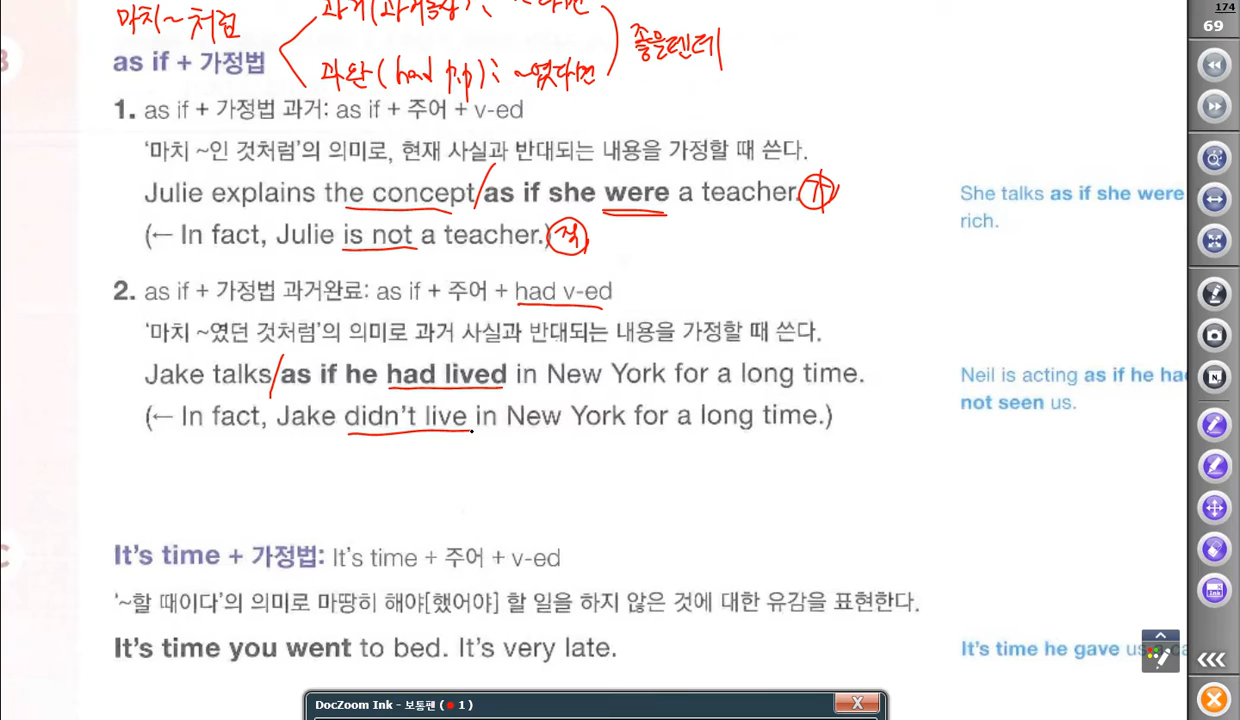 174
69
마치~처럼
과거(과거동사): ~다면
좋을텐데
과완(had p.p): ~였다면
as if + 가정법
1. as if + 가정법 과거: as if + 주어 + v-ed
‘마치 ~인 것처럼’의 의미로, 현재 사실과 반대되는 내용을 가정할 때 쓴다.
Julie explains the concept/as if she were a teacher. 가
(← In fact, Julie is not a teacher.) 직
She talks as if she were
rich.
2. as if + 가정법 과거완료: as if + 주어 + had v-ed
‘마치 ~였던 것처럼’의 의미로 과거 사실과 반대되는 내용을 가정할 때 쓴다.
Jake talks/as if he had lived in New York for a long time.
(← In fact, Jake didn’t live in New York for a long time.)
Neil is acting as if he had
not seen us.
It’s time + 가정법: It’s time + 주어 + v-ed
‘~할 때이다’의 의미로 마땅히 해야[했어야] 할 일을 하지 않은 것에 대한 유감을 표현한다.
It’s time you went to bed. It’s very late.
It’s time he gave us
DocZoom Ink - 보통펜 (● 1)